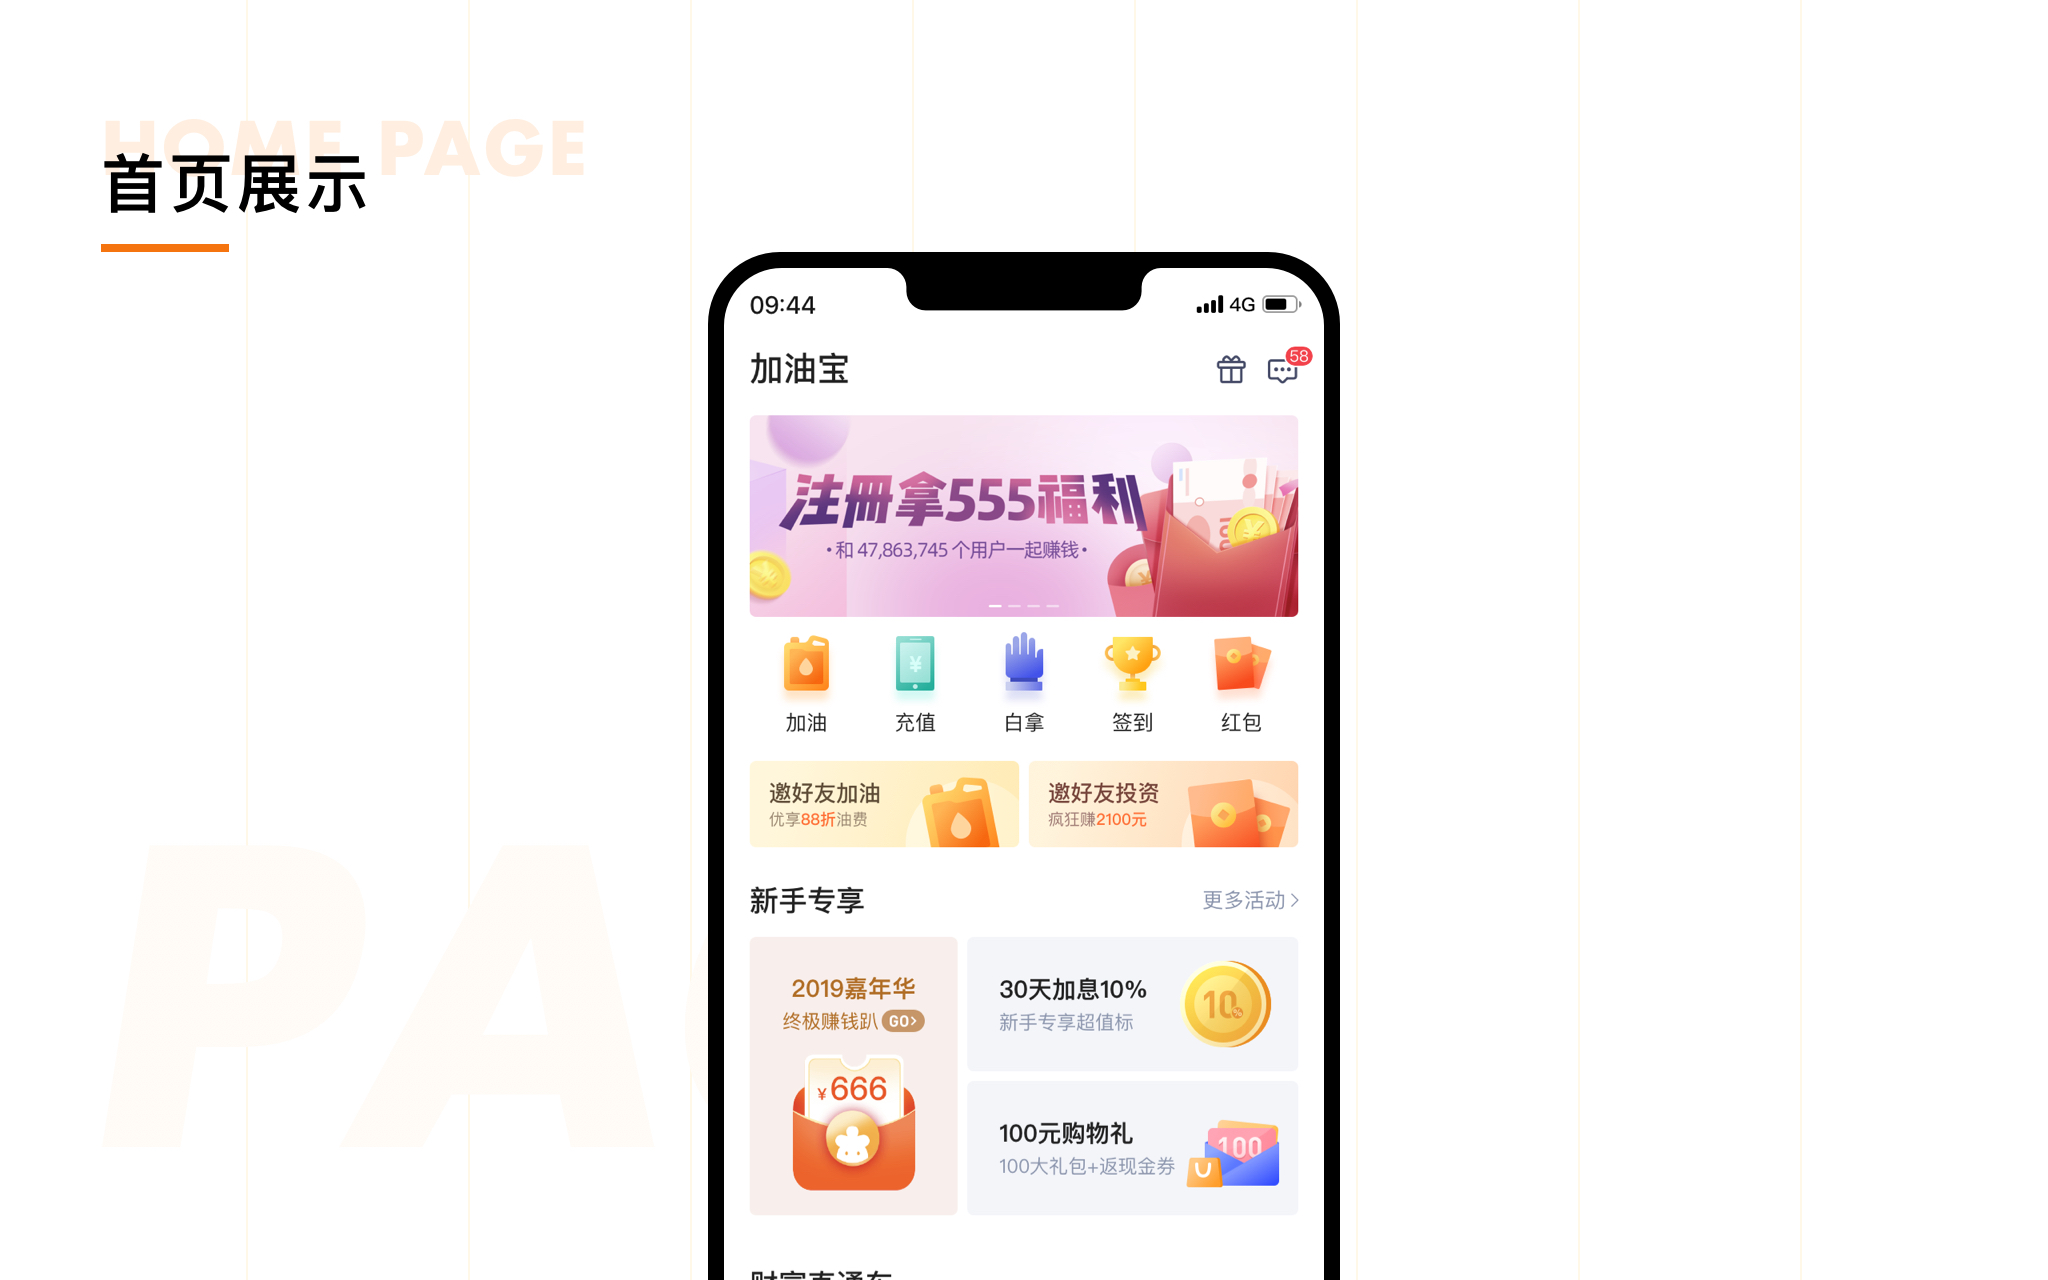 HOME PAGE
首页展示
09:44
4G
加油宝
58
注册拿555福利
•和 47,863,745 个用户一起赚钱•
加油
充值
白拿
签到
红包
邀好友加油
优享88折油费
邀好友投资
疯狂赚2100元
新手专享
更多活动
2019嘉年华
终极赚钱趴 GO>
¥666
30天加息10%
新手专享超值标
10%
100元购物礼
100大礼包+返现金券
100
PA